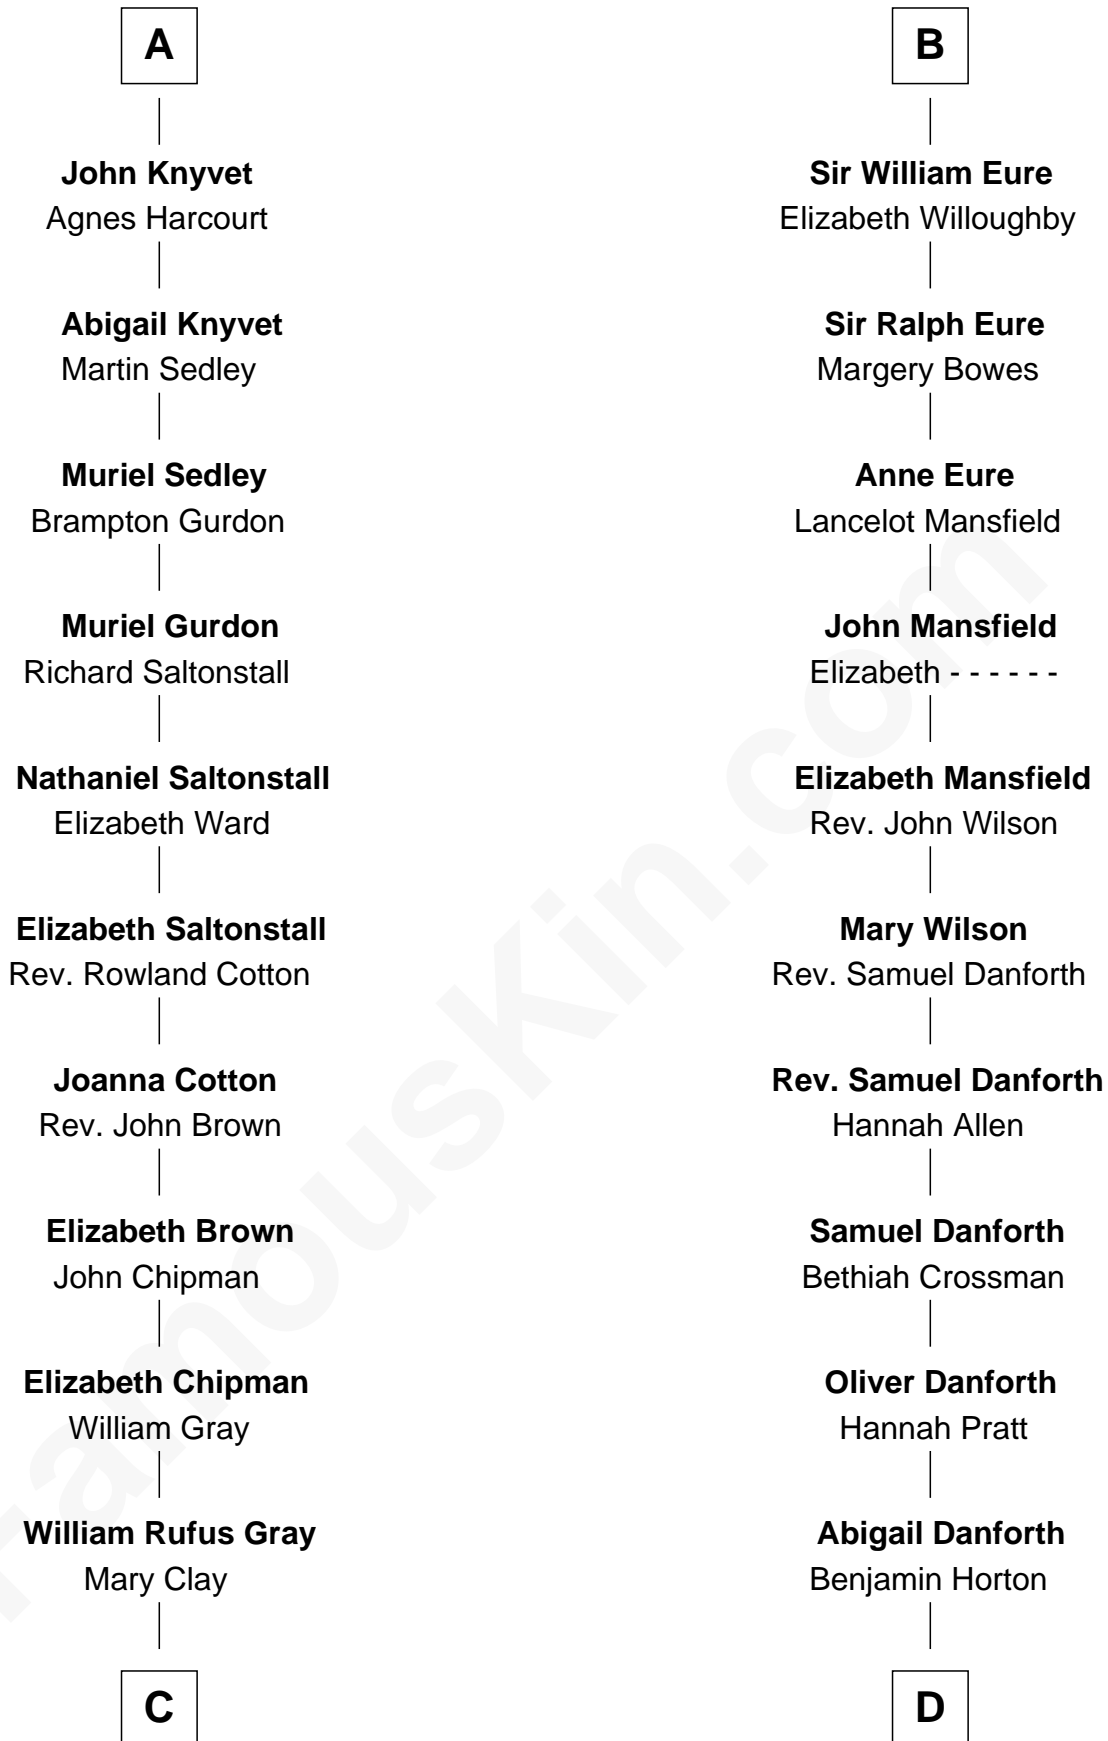 A
John Knyvet
Agnes Harcourt
Abigail Knyvet
Martin Sedley
Muriel Sedley
Brampton Gurdon
Muriel Gurdon
Richard Saltonstall
Nathaniel Saltonstall
Elizabeth Ward
Elizabeth Saltonstall
Rev. Rowland Cotton
Joanna Cotton
Rev. John Brown
Elizabeth Brown
John Chipman
Elizabeth Chipman
William Gray
William Rufus Gray
Mary Clay
C
B
Sir William Eure
Elizabeth Willoughby
Sir Ralph Eure
Margery Bowes
Anne Eure
Lancelot Mansfield
John Mansfield
Elizabeth - - - - - -
Elizabeth Mansfield
Rev. John Wilson
Mary Wilson
Rev. Samuel Danforth
Rev. Samuel Danforth
Hannah Allen
Samuel Danforth
Bethiah Crossman
Oliver Danforth
Hannah Pratt
Abigail Danforth
Benjamin Horton
D
FamousKin.com